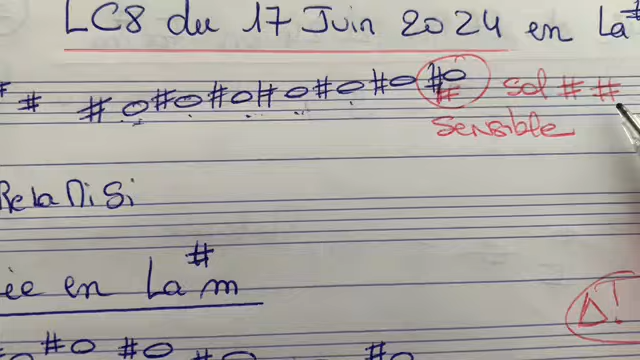 LC8 du 17 Juin 2024 en La#
Sol # #
Sensible
Re La Mi Si
ée en La # m
Δ!